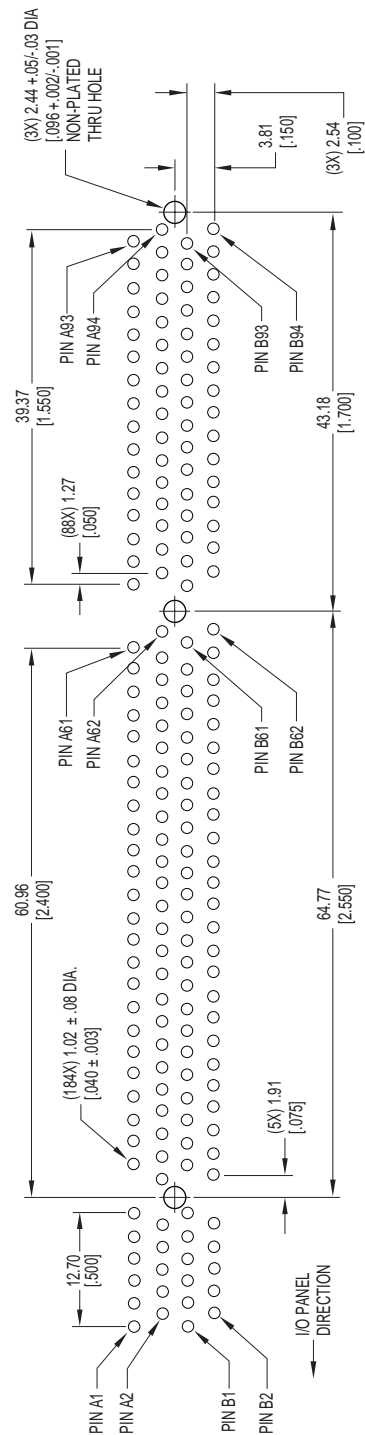 (3X) 2.44 +.05/-.03 DIA
[.096 +.002/-.001]
NON-PLATED
THRU HOLE
3.81
[.150]
(3X) 2.54
[.100]
39.37
[1.550]
PIN A93
PIN A94
PIN B93
PIN B94
43.18
[1.700]
(88X) 1.27
[.050]
60.96
[2.400]
PIN A61
PIN A62
PIN B61
PIN B62
64.77
[2.550]
(184X) 1.02 ± .08 DIA.
[.040 ± .003]
(5X) 1.91
[.075]
12.70
[.500]
PIN A1
PIN A2
PIN B1
PIN B2
I/O PANEL
DIRECTION